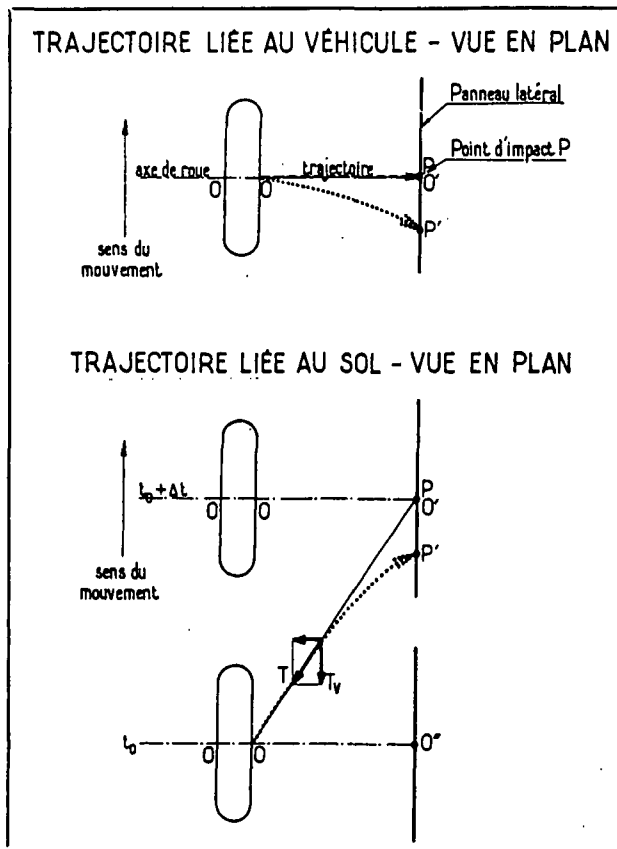 TRAJECTOIRE LIÉE AU VÉHICULE - VUE EN PLAN
Panneau latéral
Point d'impact P
axe de roue
trajectoire
O
O
P
O'
P'
sens du
mouvement
TRAJECTOIRE LIÉE AU SOL - VUE EN PLAN
t₀ + Δt
O
O
P
O'
P'
sens du
mouvement
T
Tv
t₀
O
O
O"